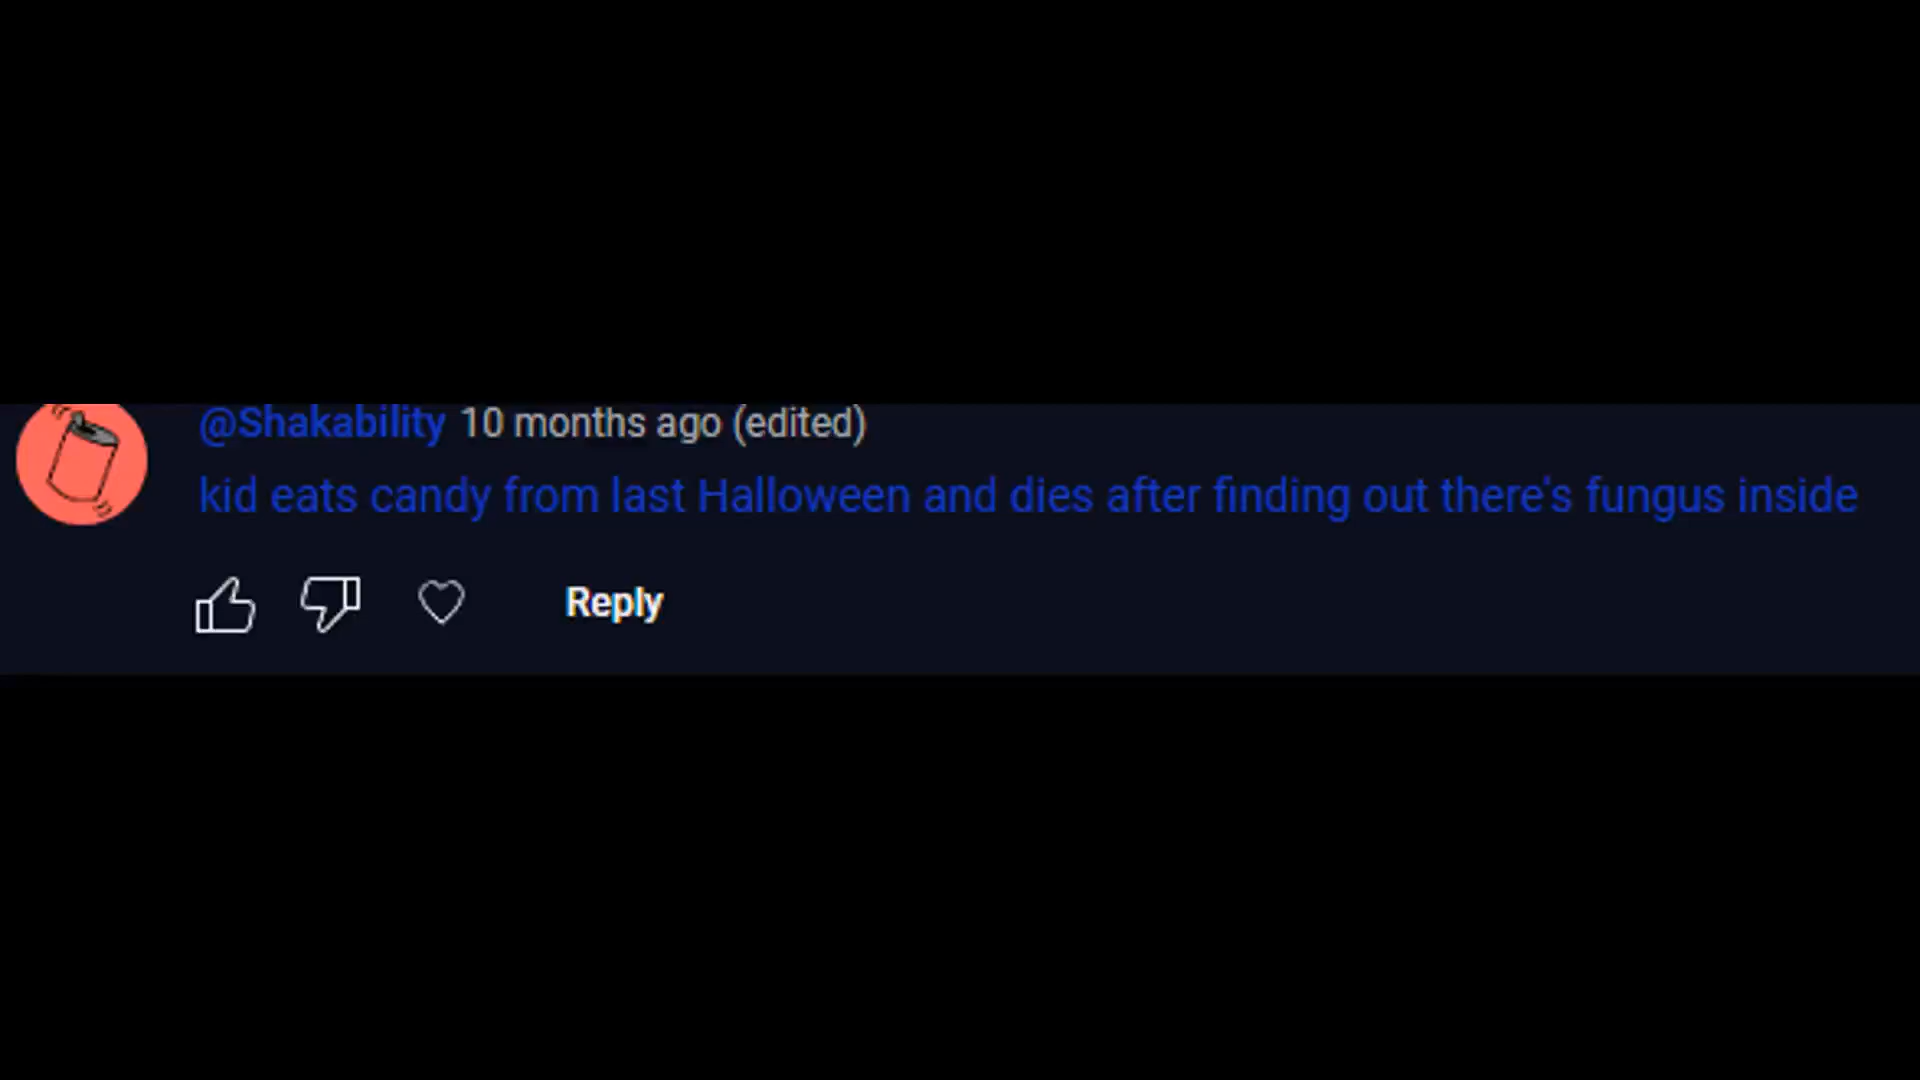 @Shakability 10 months ago (edited)
kid eats candy from last Halloween and dies after finding out there's fungus inside
Reply